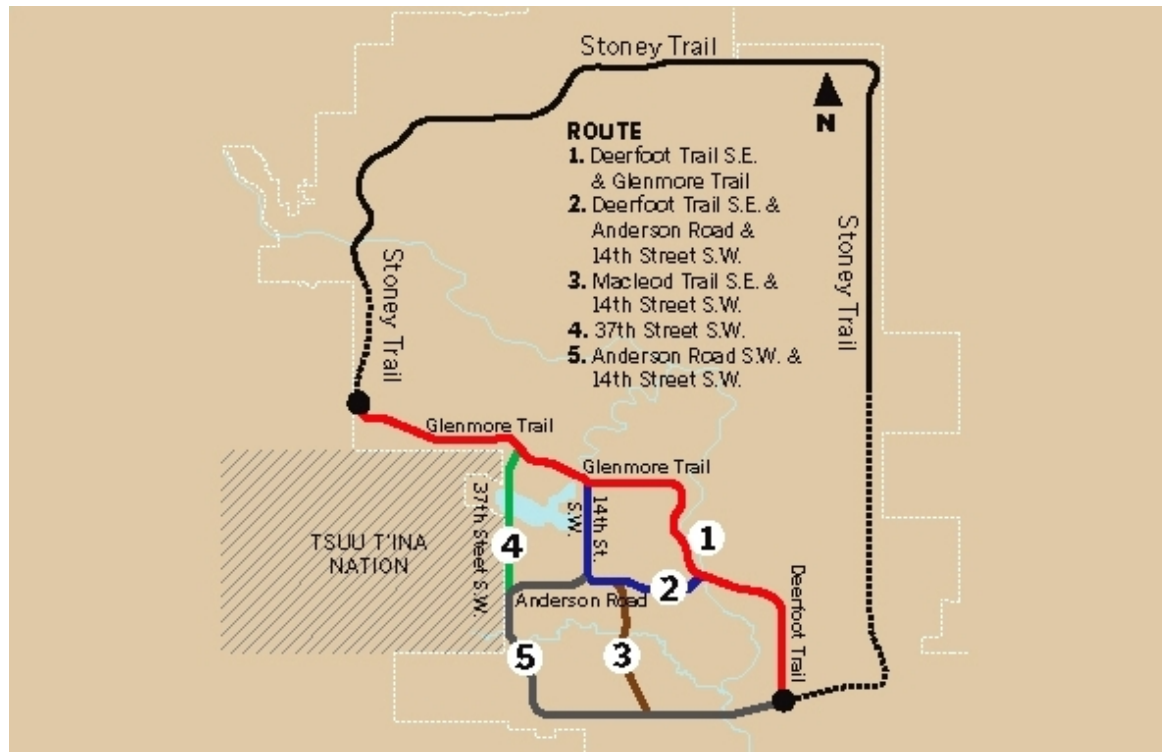 Stoney Trail
N
ROUTE
1. Deerfoot Trail S.E.
& Glenmore Trail
2. Deerfoot Trail S.E. &
Anderson Road &
14th Street S.W.
3. Macleod Trail S.E. &
14th Street S.W.
4. 37th Street S.W.
5. Anderson Road S.W. &
14th Street S.W.
Stoney Trail
Stoney Trail
Glenmore Trail
Glenmore Trail
37th Steet S.W.
14th St.
S.W.
TSUU T'INA
NATION
4
1
2
Anderson Road
Deerfoot Trail
5
3